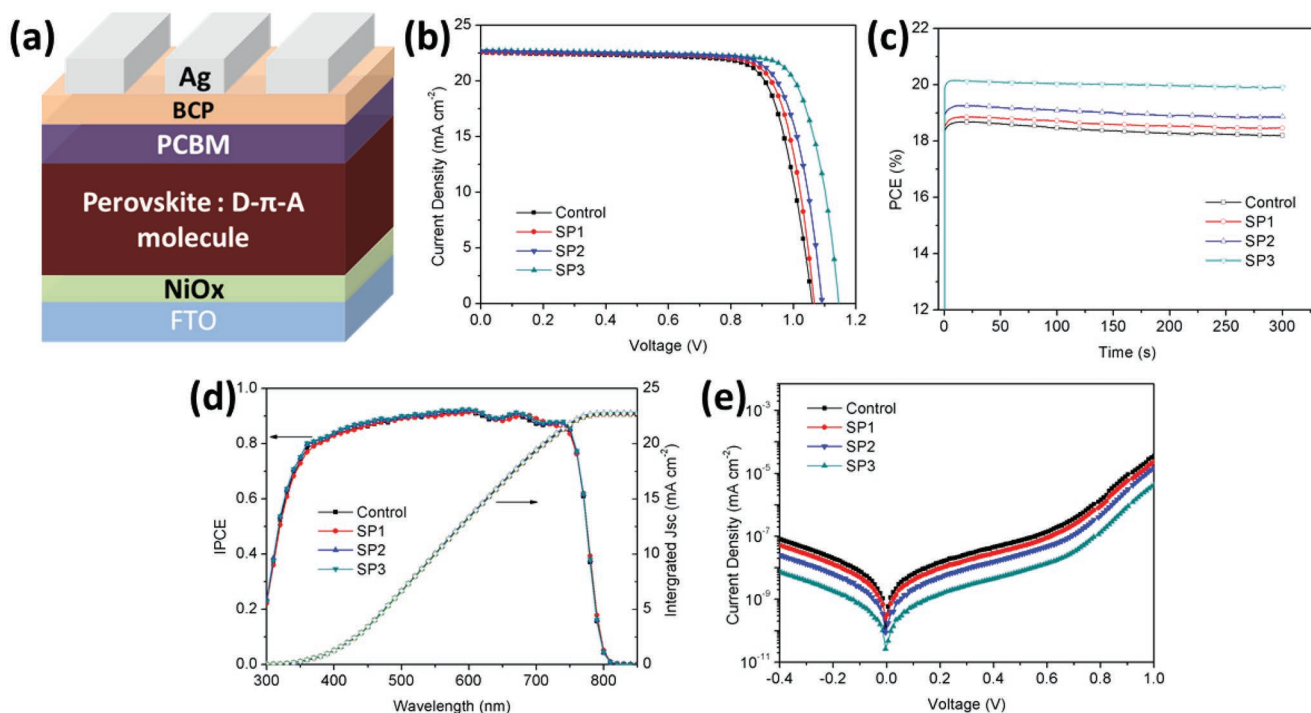 (a)
Ag
BCP
PCBM
Perovskite : D-π-A
molecule
NiOx
FTO
(b)
25
20
15
10
5
0
0.0 0.2 0.4 0.6 0.8 1.0 1.2
Current Density (mA cm⁻²)
Voltage (V)
Control
SP1
SP2
SP3
(c)
22
20
18
16
14
12
0 50 100 150 200 250 300
PCE (%)
Time (s)
Control
SP1
SP2
SP3
(d)
1.0
0.8
0.6
0.4
0.2
0.0
300 400 500 600 700 800
25
20
15
10
5
0
IPCE
Intergrated Jsc (mA cm⁻²)
Wavelength (nm)
Control
SP1
SP2
SP3
(e)
10⁻³
10⁻⁵
10⁻⁷
10⁻⁹
10⁻¹¹
-0.4 -0.2 0.0 0.2 0.4 0.6 0.8 1.0
Current Density (mA cm⁻²)
Voltage (V)
Control
SP1
SP2
SP3